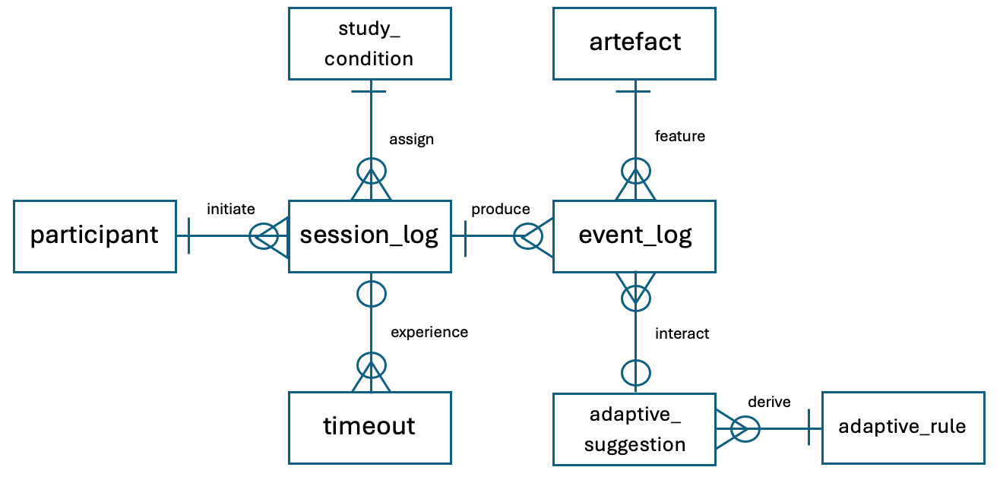 study_
condition
artefact
assign
feature
participant
initiate
session_log
produce
event_log
experience
interact
timeout
adaptive_
suggestion
derive
adaptive_rule